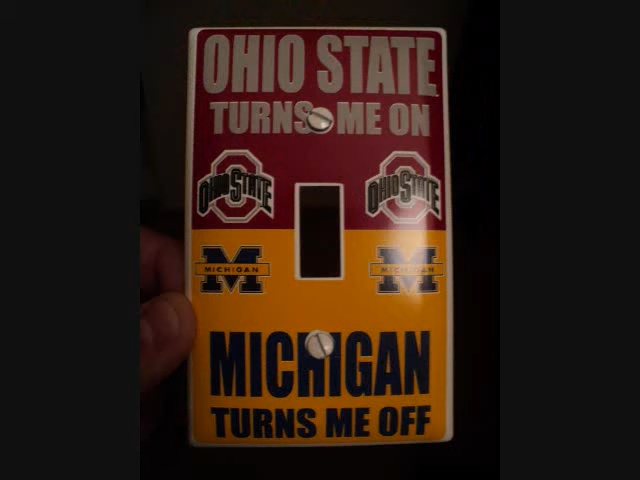 OHIO STATE
TURNS ME ON
OHIO STATE OHIO STATE
MICHIGAN MICHIGAN
MICHIGAN
TURNS ME OFF